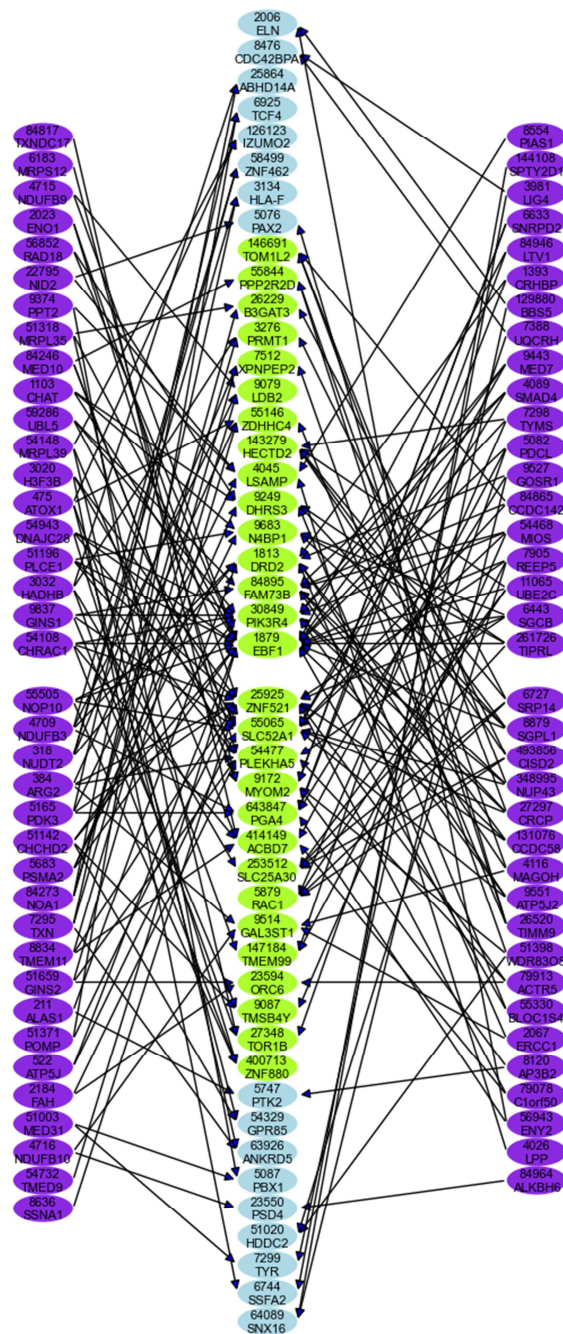 2006
ELN
8476
CDC42BPA
25864
ABHD14A
6925
TCF4
126123
IZUMO2
58499
ZNF462
3134
HLA-F
5076
PAX2
146691
TOM1L2
55844
PPP2R2D
26229
B3GAT3
3276
PRMT1
7512
XPNPEP2
9079
LDB2
55146
ZDHHC4
143279
HECTD2
4045
LSAMP
9249
DHRS3
9683
N4BP1
1813
DRD2
84895
FAM73B
30849
PIK3R4
1879
EBF1
25925
ZNF521
55065
SLC52A1
54477
PLEKHA5
9172
MYOM2
643847
PGA4
414149
ACBD7
253512
SLC25A30
5879
RAC1
9514
GAL3ST1
147184
TMEM99
23594
ORC6
9087
TMSB4Y
27348
TOR1B
400713
ZNF880
5747
PTK2
54329
GPR85
63926
ANKRD5
5087
PBX1
23550
PSD4
51020
HDDC2
7299
TYR
6744
SSFA2
64089
SNX16
84817
TXNDC17
6183
MRPS12
4715
NDUFB9
2023
ENO1
56852
RAD18
22795
NID2
9374
PPT2
51318
MRPL35
84246
MED10
1103
CHAT
59286
UBL5
54148
MRPL39
3020
H3F3B
475
ATOX1
54943
DNAJC28
51196
PLCE1
3032
HADHB
9837
GINS1
54108
CHRAC1
55505
NOP10
4709
NDUFB3
318
NUDT2
384
ARG2
5165
PDK3
51142
CHCHD2
5683
PSMA2
84273
NOA1
7295
TXN
8834
TMEM11
51659
GINS2
211
ALAS1
51371
POMP
522
ATP5J
2184
FAH
51003
MED31
4716
NDUFB10
54732
TMED9
8636
SSNA1
8554
PIAS1
144108
SPTY2D1
3981
LIG4
6633
SNRPD2
84946
LTV1
1393
CRHBP
129880
BBS5
7388
UQCRH
9443
MED7
4089
SMAD4
7298
TYMS
5082
PDCL
9527
GOSR1
84865
CCDC142
54468
MIOS
7905
REEP5
11065
UBE2C
6443
SGCB
261726
TIPRL
6727
SRP14
8879
SGPL1
493856
CISD2
348995
NUP43
27297
CRCP
131076
CCDC58
4116
MAGOH
9551
ATP5J2
26520
TIMM9
51398
WDR83OS
79913
ACTR5
55330
BLOC1S4
2067
ERCC1
8120
AP3B2
79078
C1orf50
56943
ENY2
4026
LPP
84964
ALKBH6